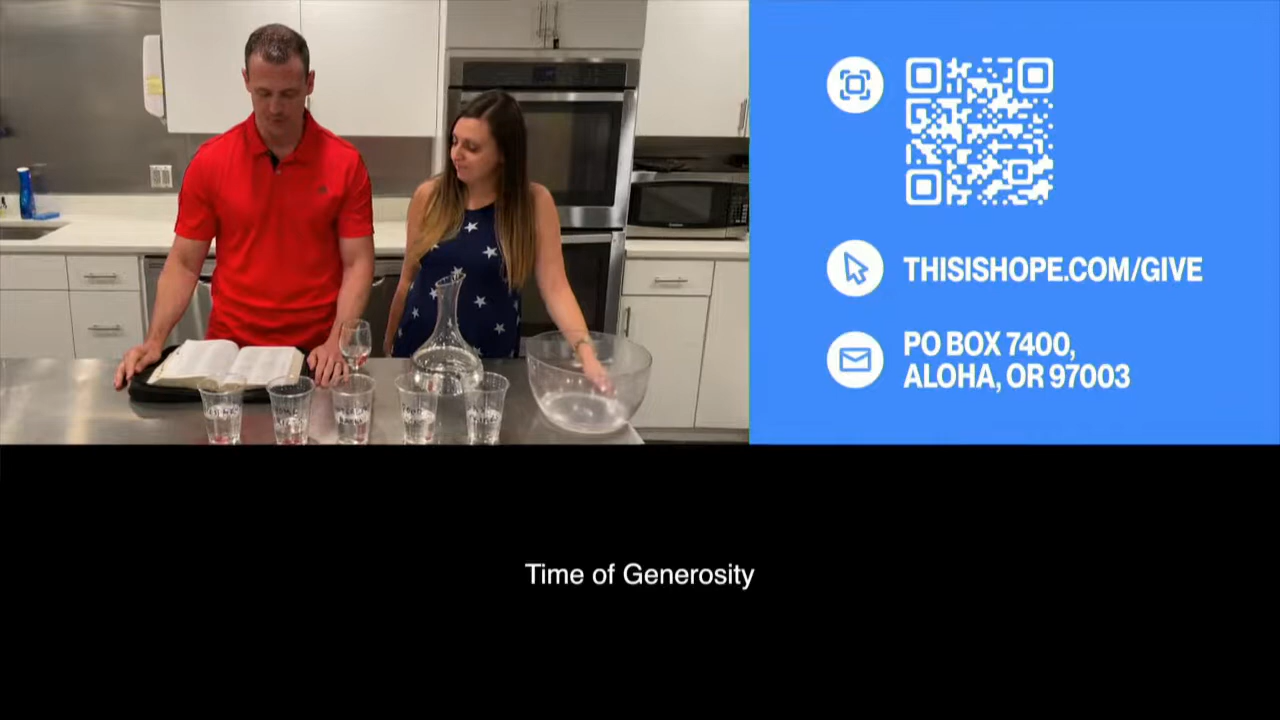 THISISHOPE.COM/GIVE
PO BOX 7400,
ALOHA, OR 97003
Time of Generosity